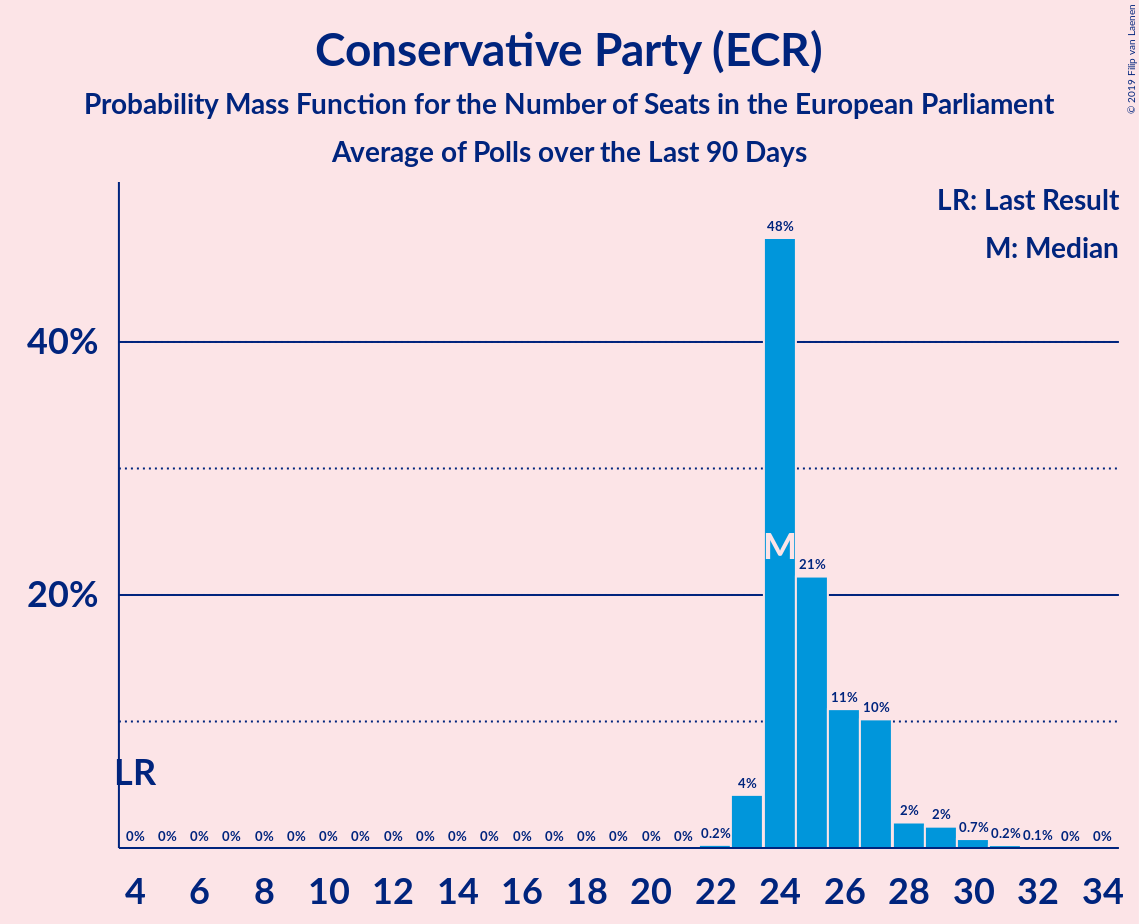 Conservative Party (ECR)
Probability Mass Function for the Number of Seats in the European Parliament
Average of Polls over the Last 90 Days
© 2019 Filip van Laenen
LR: Last Result
M: Median
48%
40%
M
21%
20%
11%
10%
LR
4%
2%
2%
0% 0% 0% 0% 0% 0% 0% 0% 0% 0% 0% 0% 0% 0% 0% 0% 0% 0% 0.2% 0.7% 0.2% 0.1% 0% 0%
4 6 8 10 12 14 16 18 20 22 24 26 28 30 32 34